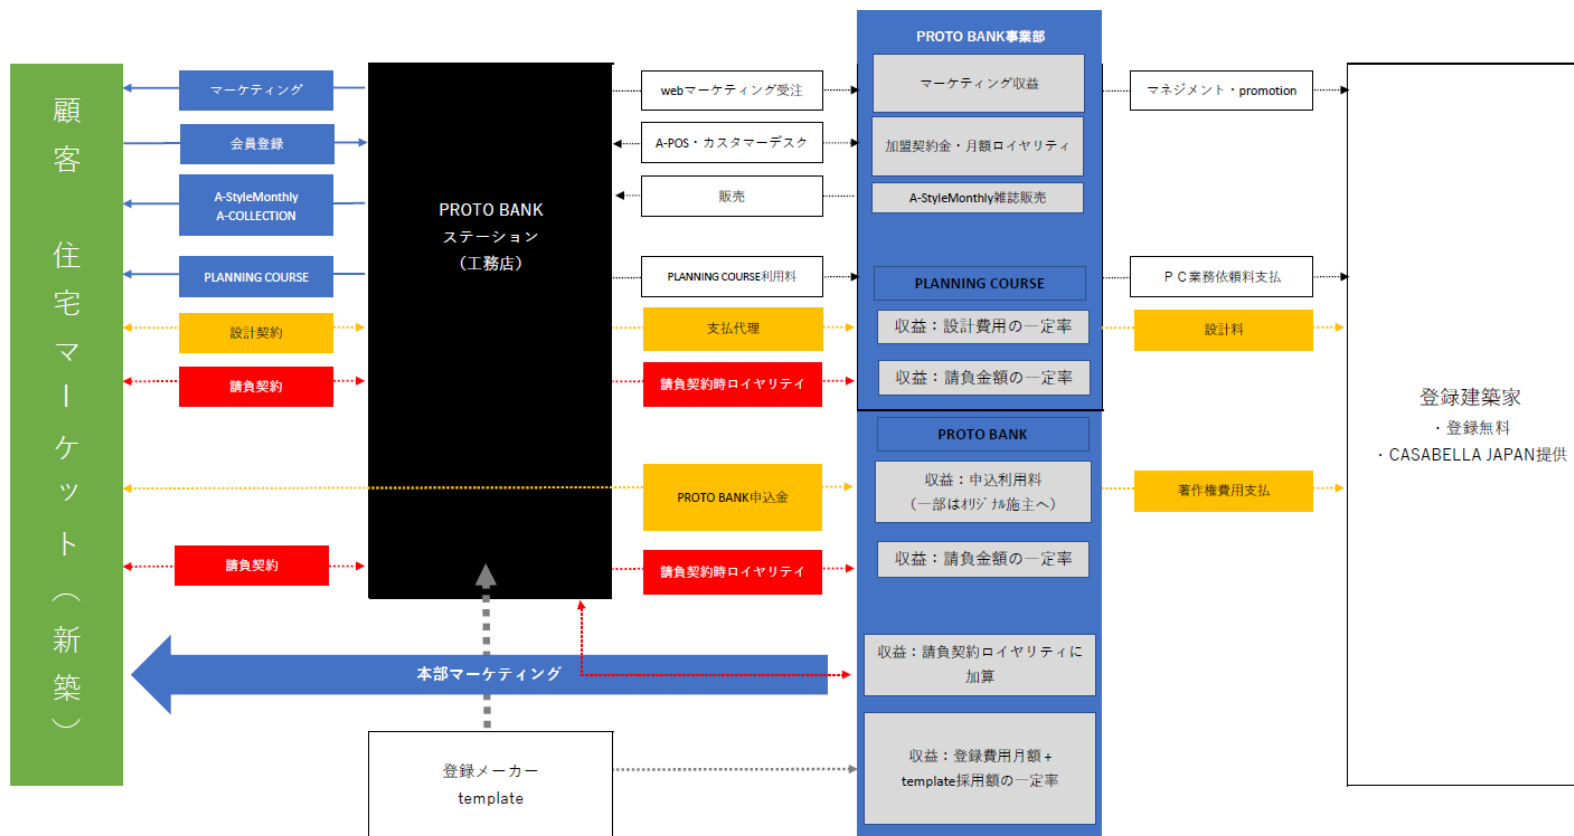 顧客 住宅マーケット（新築）
マーケティング
会員登録
A-StyleMonthly
A-COLLECTION
PLANNING COURSE
設計契約
請負契約
請負契約
PROTO BANK
ステーション
（工務店）
webマーケティング受注
A-POS・カスタマーデスク
販売
PLANNING COURSE利用料
支払代理
請負契約時ロイヤリテイ
PROTO BANK申込金
請負契約時ロイヤリテイ
本部マーケティング
登録メーカー
template
PROTO BANK事業部
マーケティング収益
加盟契約金・月額ロイヤリティ
A-StyleMonthly雑誌販売
PLANNING COURSE
収益：設計費用の一定率
収益：請負金額の一定率
PROTO BANK
収益：申込利用料
（一部はｵﾘｼﾞﾅﾙ施主へ）
収益：請負金額の一定率
収益：請負契約ロイヤリティに
加算
収益：登録費用月額 +
template採用額の一定率
マネジメント・promotion
ＰＣ業務依頼料支払
設計料
著作権費用支払
登録建築家
・登録無料
・CASABELLA JAPAN提供